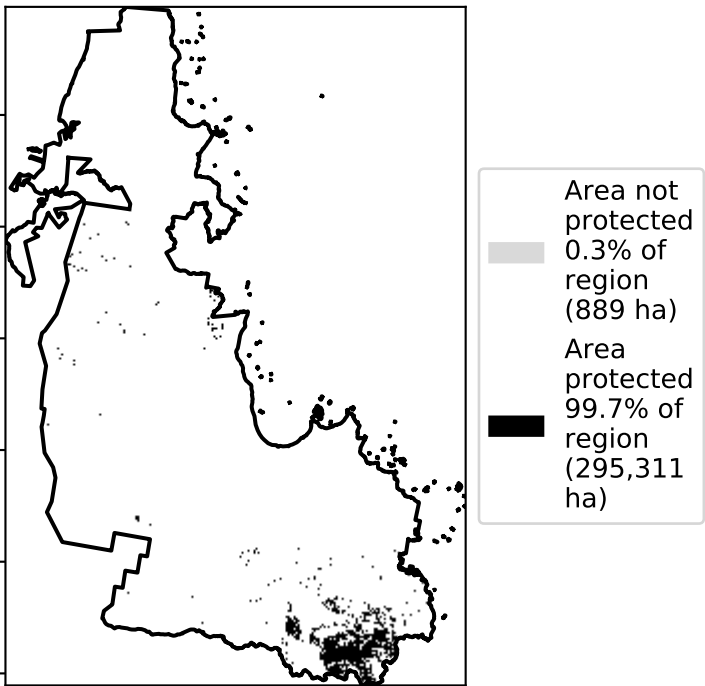 Area not
protected
0.3% of
region
(889 ha)
Area
protected
99.7% of
region
(295,311
ha)